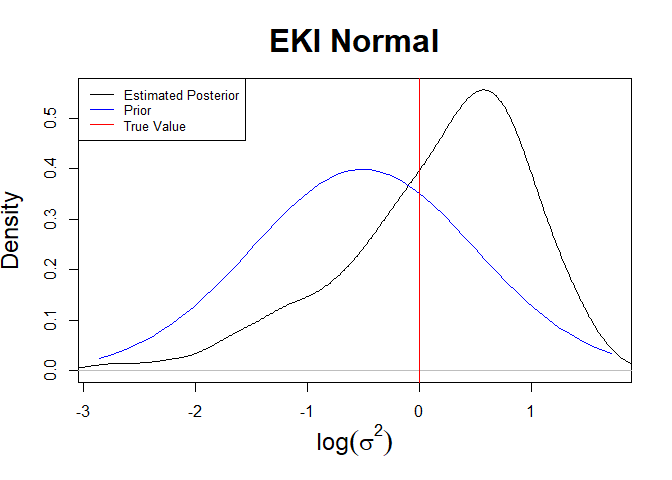 EKI Normal
Estimated Posterior
Prior
True Value
Density
0.0 0.1 0.2 0.3 0.4 0.5
-3 -2 -1 0 1
log(σ²)